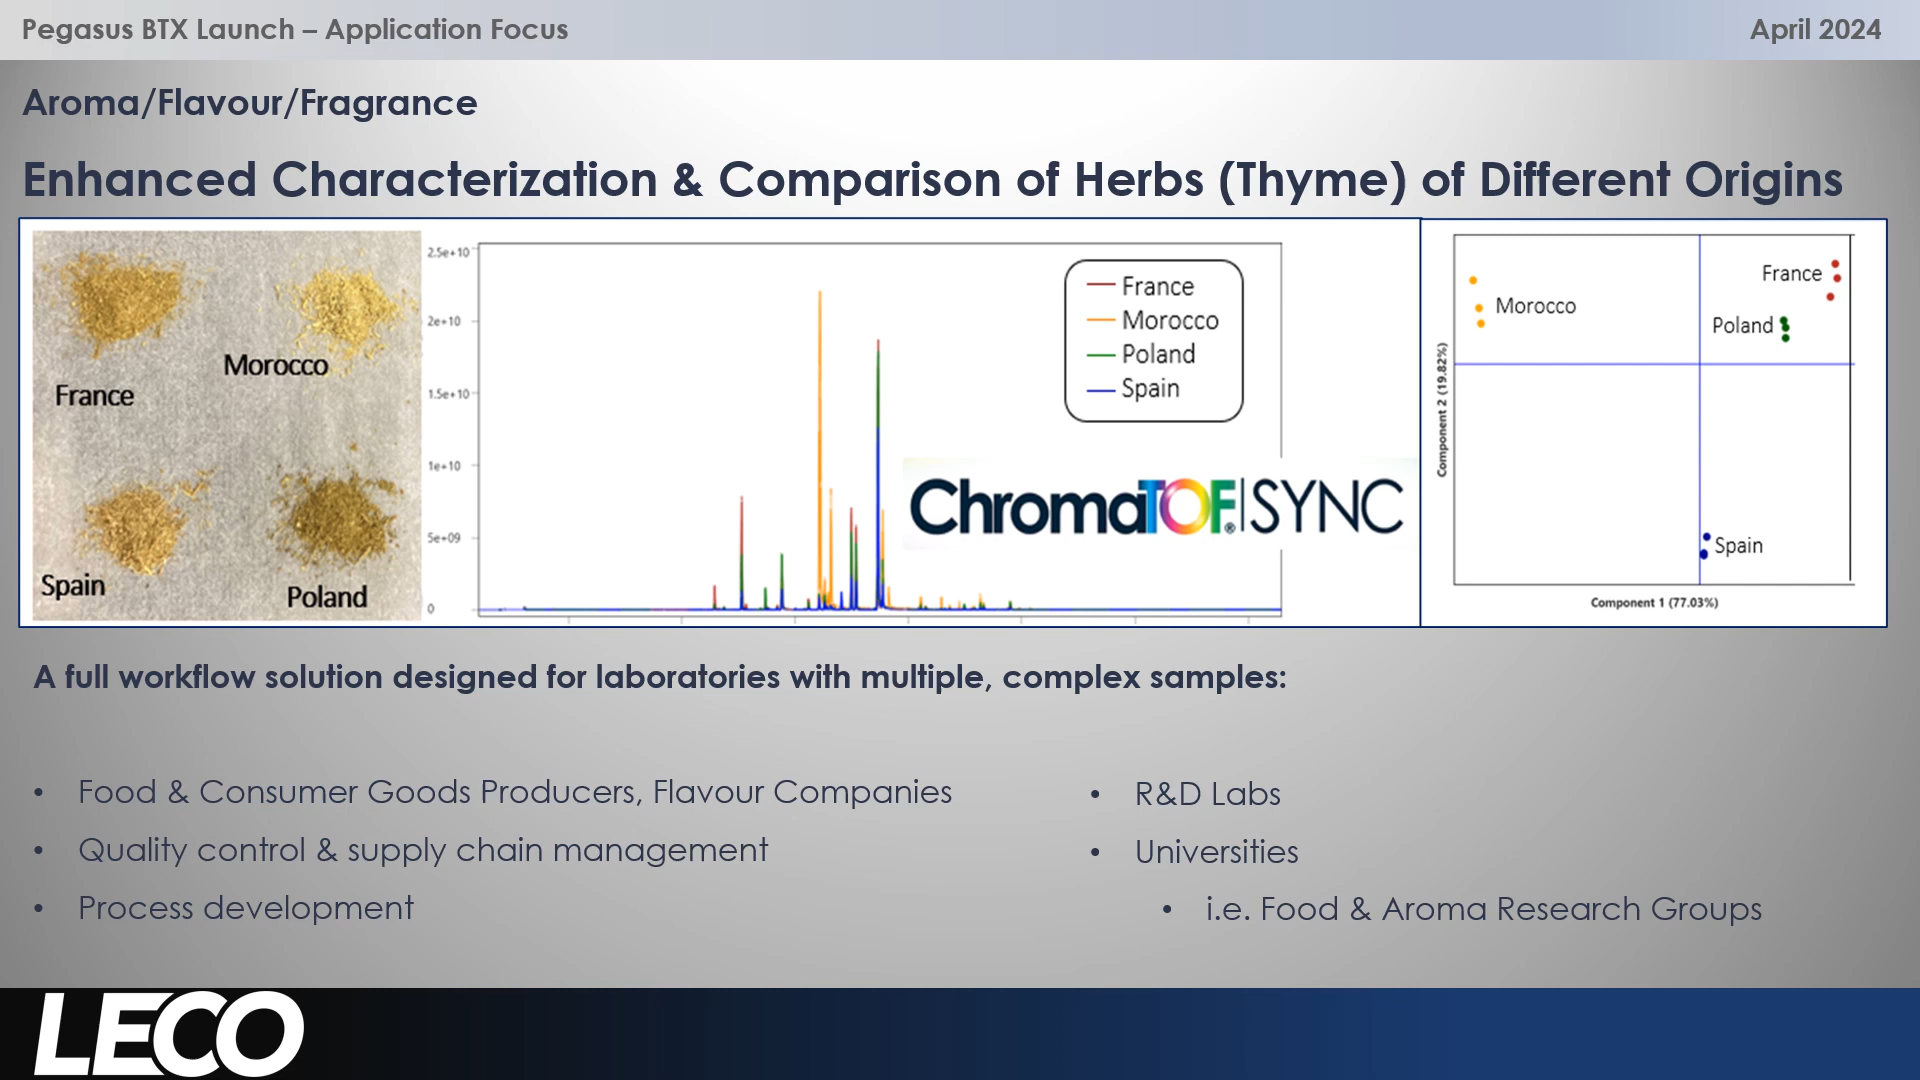 Pegasus BTX Launch – Application Focus
April 2024
Aroma/Flavour/Fragrance
Enhanced Characterization & Comparison of Herbs (Thyme) of Different Origins
France
Morocco
Spain
Poland
2.5e+10
2e+10
1.5e+10
1e+10
5e+09
0
France
Morocco
Poland
Spain
ChromaTOF® | SYNC
Component 2 (19.82%)
Morocco
France
Poland
Spain
Component 1 (77.03%)
A full workflow solution designed for laboratories with multiple, complex samples:
• Food & Consumer Goods Producers, Flavour Companies
• Quality control & supply chain management
• Process development
• R&D Labs
• Universities
• i.e. Food & Aroma Research Groups
LECO